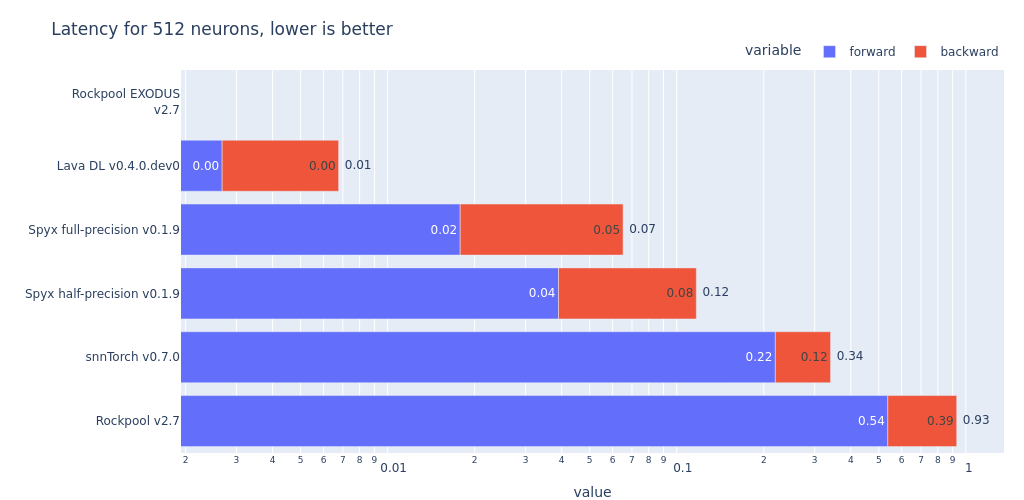 Latency for 512 neurons, lower is better
variable forward backward
Rockpool EXODUS
v2.7
Lava DL v0.4.0.dev0 0.00 0.00 0.01
Spyx full-precision v0.1.9 0.02 0.05 0.07
Spyx half-precision v0.1.9 0.04 0.08 0.12
snnTorch v0.7.0 0.22 0.12 0.34
Rockpool v2.7 0.54 0.39 0.93
2 3 4 5 6 7 8 9 0.01 2 3 4 5 6 7 8 9 0.1 2 3 4 5 6 7 8 9 1
value